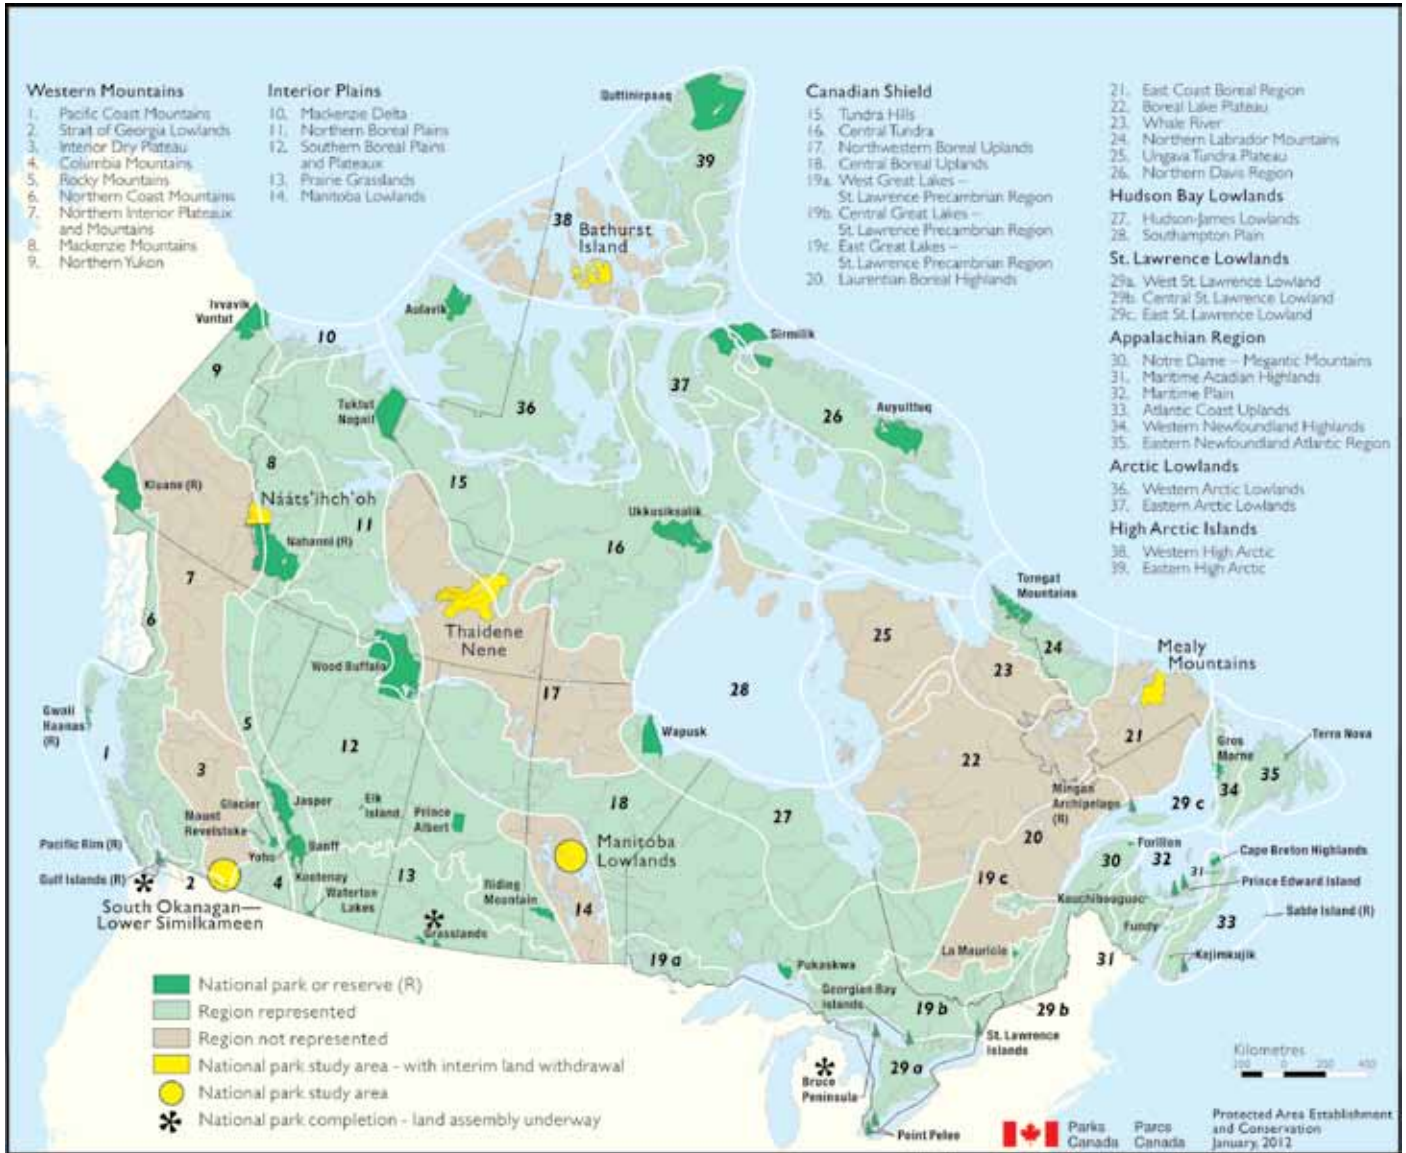 Western Mountains
1. Pacific Coast Mountains
2. Strait of Georgia Lowlands
3. Interior Dry Plateau
4. Columbia Mountains
5. Rocky Mountains
6. Northern Coast Mountains
7. Northern Interior Plateaux
and Mountains
8. Mackenzie Mountains
9. Northern Yukon
Interior Plains
10. Mackenzie Delta
11. Northern Boreal Plains
12. Southern Boreal Plains
and Plateaux
13. Prairie Grasslands
14. Manitoba Lowlands
Canadian Shield
15. Tundra Hills
16. Central Tundra
17. Northwestern Boreal Uplands
18. Central Boreal Uplands
19a. West Great Lakes –
St. Lawrence Precambrian Region
19b. Central Great Lakes –
St. Lawrence Precambrian Region
19c. East Great Lakes –
St. Lawrence Precambrian Region
20. Laurentian Boreal Highlands
21. East Coast Boreal Region
22. Boreal Lake Plateau
23. Whale River
24. Northern Labrador Mountains
25. Ungava Tundra Plateau
26. Northern Davis Region
Hudson Bay Lowlands
27. Hudson-James Lowlands
28. Southampton Plain
St. Lawrence Lowlands
29a. West St. Lawrence Lowland
29b. Central St. Lawrence Lowland
29c. East St. Lawrence Lowland
Appalachian Region
30. Notre Dame – Megantic Mountains
31. Maritime Acadian Highlands
32. Maritime Plain
33. Atlantic Coast Uplands
34. Western Newfoundland Highlands
35. Eastern Newfoundland Atlantic Region
Arctic Lowlands
36. Western Arctic Lowlands
37. Eastern Arctic Lowlands
High Arctic Islands
38. Western High Arctic
39. Eastern High Arctic
Quttinirpaaq
39
38
Bathurst
Island
Ivvavik
Vuntut
Aulavik
10
Sirmilik
9
Tuktut
Nogait
36
37
26
Auyuittuq
8
15
Kluane (R)
Nááts'ihch'oh
11
Nahanni (R)
Ukkusiksalik
16
7
6
Thaidene
Nene
Torngat
Mountains
25
23
24
Mealy
Mountains
Wood Buffalo
17
28
Gwaii
Haanas
(R)
1
5
12
Wapusk
21
Gros
Morne
Terra Nova
3
22
35
34
Glacier
Mount
Revelstoke
Jasper
Elk
Island
Prince
Albert
18
27
Mingan
Archipelago
(R)
29 c
20
Pacific Rim (R)
Yoho
Banff
Manitoba
Lowlands
Forillon
30
32
31
Cape Breton Highlands
Gulf Islands (R)
2
4
Kootenay
Waterton
Lakes
13
Riding
Mountain
14
19 c
Kouchibouguac
Prince Edward Island
South Okanagan—
Lower Similkameen
Grasslands
Fundy
33
Sable Island (R)
19 a
Pukaskwa
La Mauricie
31
Kejimkujik
Georgian Bay
Islands
19 b
29 b
St. Lawrence
Islands
29 a
Bruce
Peninsula
Point Pelee
National park or reserve (R)
Region represented
Region not represented
National park study area - with interim land withdrawal
National park study area
National park completion - land assembly underway
Kilometres
200 0 200 400
Parks
Canada
Parcs
Canada
Protected Area Establishment
and Conservation
January, 2012